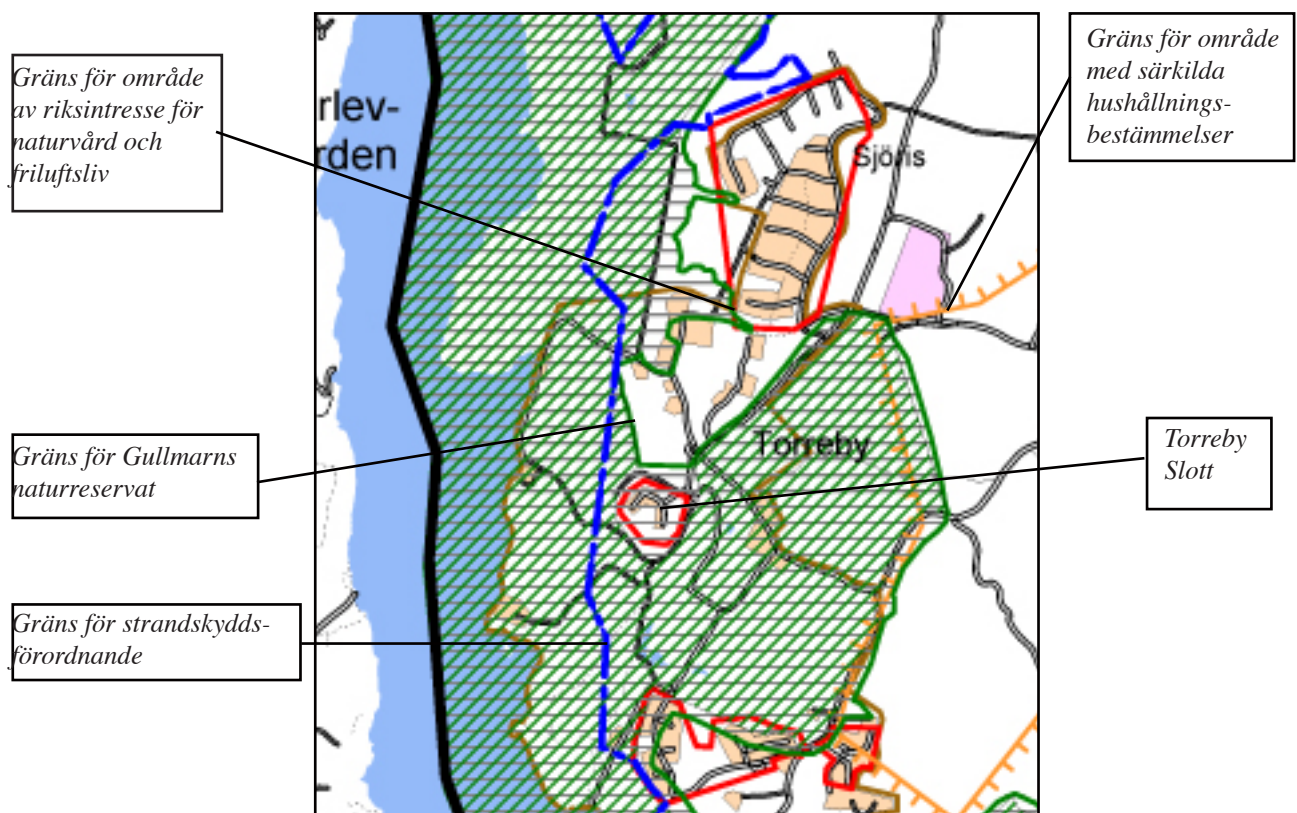 Gräns för område
av riksintresse för
naturvård och
friluftsliv
rlev-
rden
Sjöris
Gräns för område
med särkilda
hushållnings-
bestämmelser
Gräns för Gullmarns
naturreservat
Torreby
Torreby
Slott
Gräns för strandskydds-
förordnande